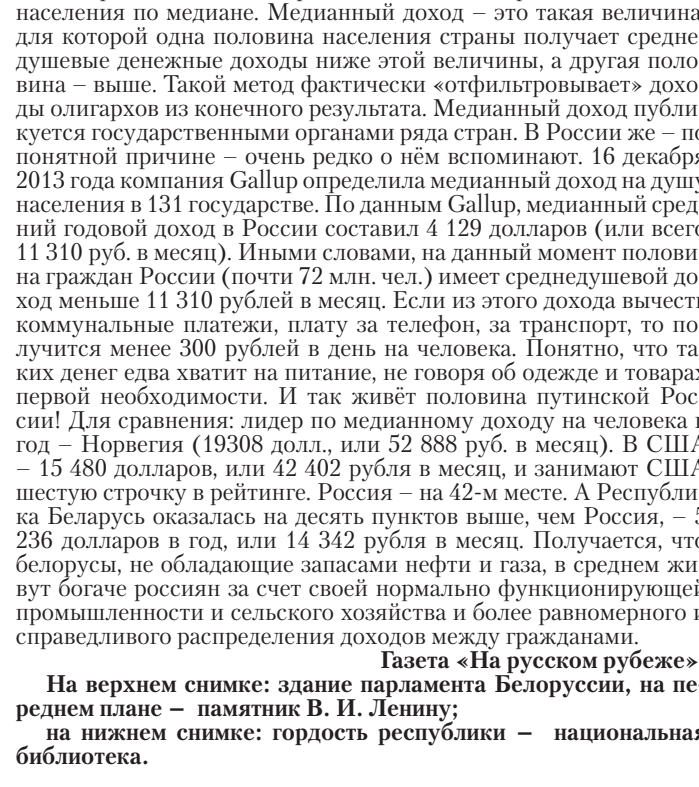 населения по медиане. Медианный доход – это такая величина,
для которой одна половина населения страны получает средне-
душевые денежные доходы ниже этой величины, а другая поло-
вина – выше. Такой метод фактически «отфильтровывает» дохо-
ды олигархов из конечного результата. Медианный доход публи-
куется государственными органами ряда стран. В России же – по
понятной причине – очень редко о нём вспоминают. 16 декабря
2013 года компания Gallup определила медианный доход на душу
населения в 131 государстве. По данным Gallup, медианный сред-
ний годовой доход в России составил 4 129 долларов (или всего
11 310 руб. в месяц). Иными словами, на данный момент полови-
на граждан России (почти 72 млн. чел.) имеет среднедушевой до-
ход меньше 11 310 рублей в месяц. Если из этого дохода вычесть
коммунальные платежи, плату за телефон, за транспорт, то по-
лучится менее 300 рублей в день на человека. Понятно, что та-
ких денег едва хватит на питание, не говоря об одежде и товарах
первой необходимости. И так живёт половина путинской Рос-
сии! Для сравнения: лидер по медианному доходу на человека в
год – Норвегия (19308 долл., или 52 888 руб. в месяц). В США
– 15 480 долларов, или 42 402 рубля в месяц, и занимают США
шестую строчку в рейтинге. Россия – на 42-м месте. А Республи-
ка Беларусь оказалась на десять пунктов выше, чем Россия, – 5
236 долларов в год, или 14 342 рубля в месяц. Получается, что
белорусы, не обладающие запасами нефти и газа, в среднем жи-
вут богаче россиян за счет своей нормально функционирующей
промышленности и сельского хозяйства и более равномерного и
справедливого распределения доходов между гражданами.
Газета «На русском рубеже»
На верхнем снимке: здание парламента Белоруссии, на пе-
реднем плане – памятник В. И. Ленину;
на нижнем снимке: гордость республики – национальная
библиотека.